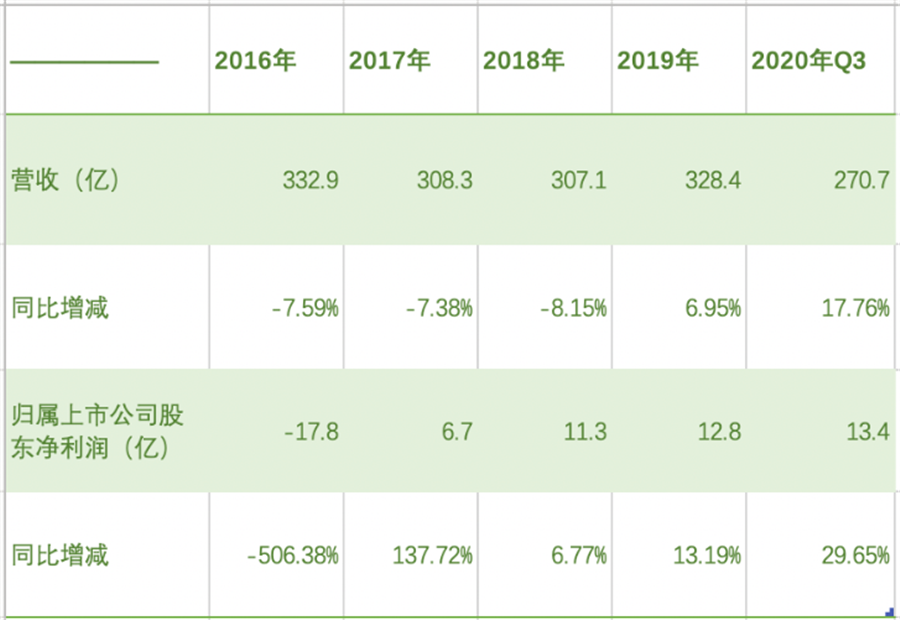 2016年 2017年 2018年 2019年 2020年Q3
营收（亿） 332.9 308.3 307.1 328.4 270.7
同比增减 -7.59% -7.38% -8.15% 6.95% 17.76%
归属上市公司股
东净利润（亿） -17.8 6.7 11.3 12.8 13.4
同比增减 -506.38% 137.72% 6.77% 13.19% 29.65%